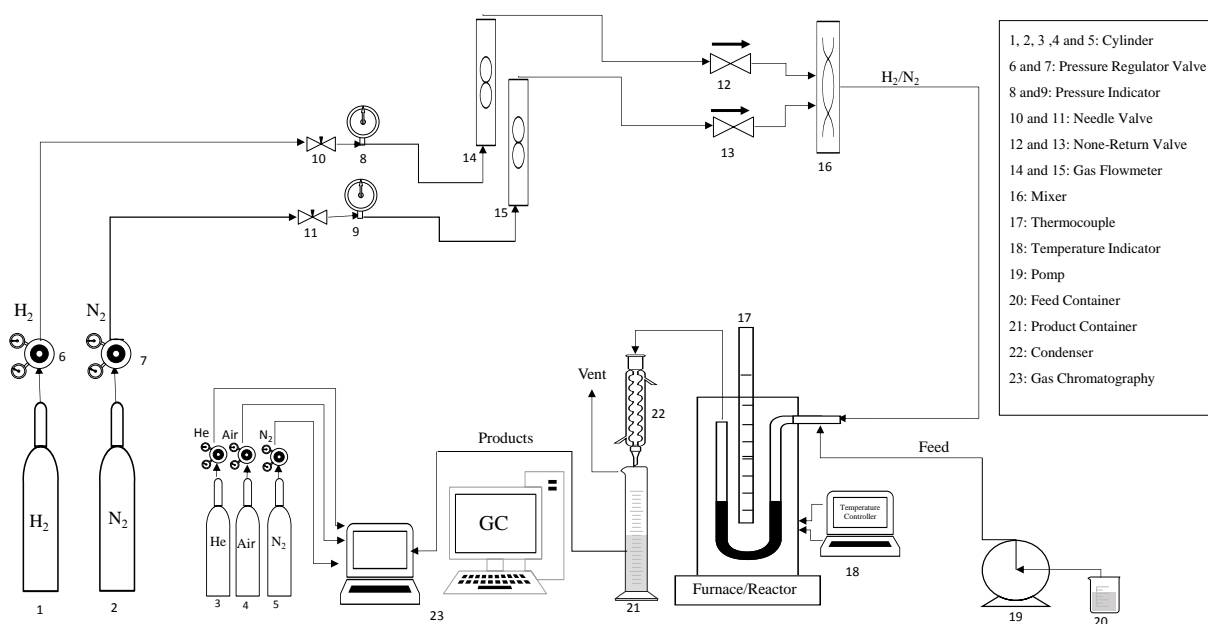 1, 2, 3 ,4 and 5: Cylinder
6 and 7: Pressure Regulator Valve
8 and9: Pressure Indicator
10 and 11: Needle Valve
12 and 13: None-Return Valve
14 and 15: Gas Flowmeter
16: Mixer
17: Thermocouple
18: Temperature Indicator
19: Pomp
20: Feed Container
21: Product Container
22: Condenser
23: Gas Chromatography
H2/N2
12
13
16
10
8
14
11
9
15
H2
N2
6
7
17
Vent
22
He
Air
N2
Products
Feed
GC
Temperature
Controller
H2
N2
He
Air
N2
Furnace/Reactor
18
1
2
3
4
5
23
21
19
20